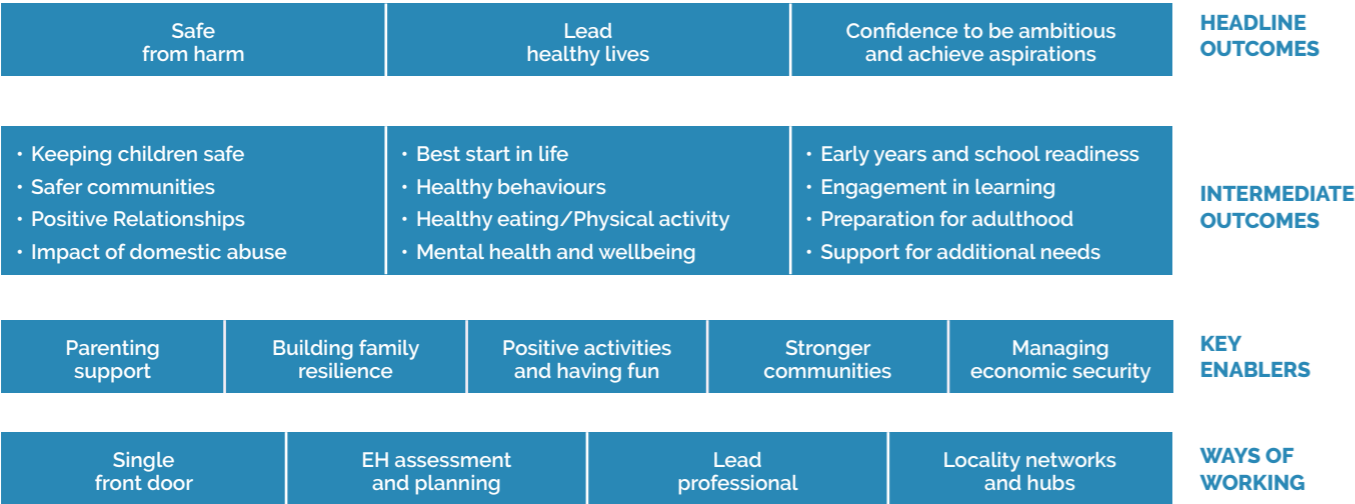 Safe
from harm
Lead
healthy lives
Confidence to be ambitious
and achieve aspirations
HEADLINE
OUTCOMES
• Keeping children safe
• Safer communities
• Positive Relationships
• Impact of domestic abuse
• Best start in life
• Healthy behaviours
• Healthy eating/Physical activity
• Mental health and wellbeing
• Early years and school readiness
• Engagement in learning
• Preparation for adulthood
• Support for additional needs
INTERMEDIATE
OUTCOMES
Parenting
support
Building family
resilience
Positive activities
and having fun
Stronger
communities
Managing
economic security
KEY
ENABLERS
Single
front door
EH assessment
and planning
Lead
professional
Locality networks
and hubs
WAYS OF
WORKING